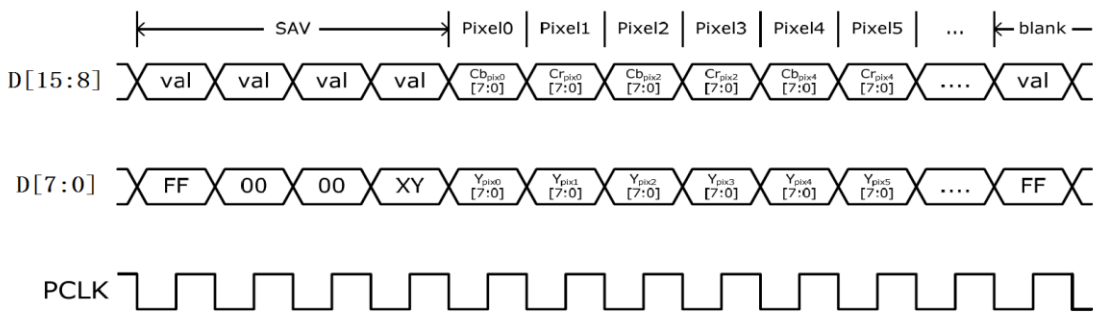 SAV Pixel0 Pixel1 Pixel2 Pixel3 Pixel4 Pixel5 ... blank
D[15:8] val val val val Cbpix0 [7:0] Crpix0 [7:0] Cbpix2 [7:0] Crpix2 [7:0] Cbpix4 [7:0] Crpix4 [7:0] .... val
D[7:0] FF 00 00 XY Ypix0 [7:0] Ypix1 [7:0] Ypix2 [7:0] Ypix3 [7:0] Ypix4 [7:0] Ypix5 [7:0] .... FF
PCLK